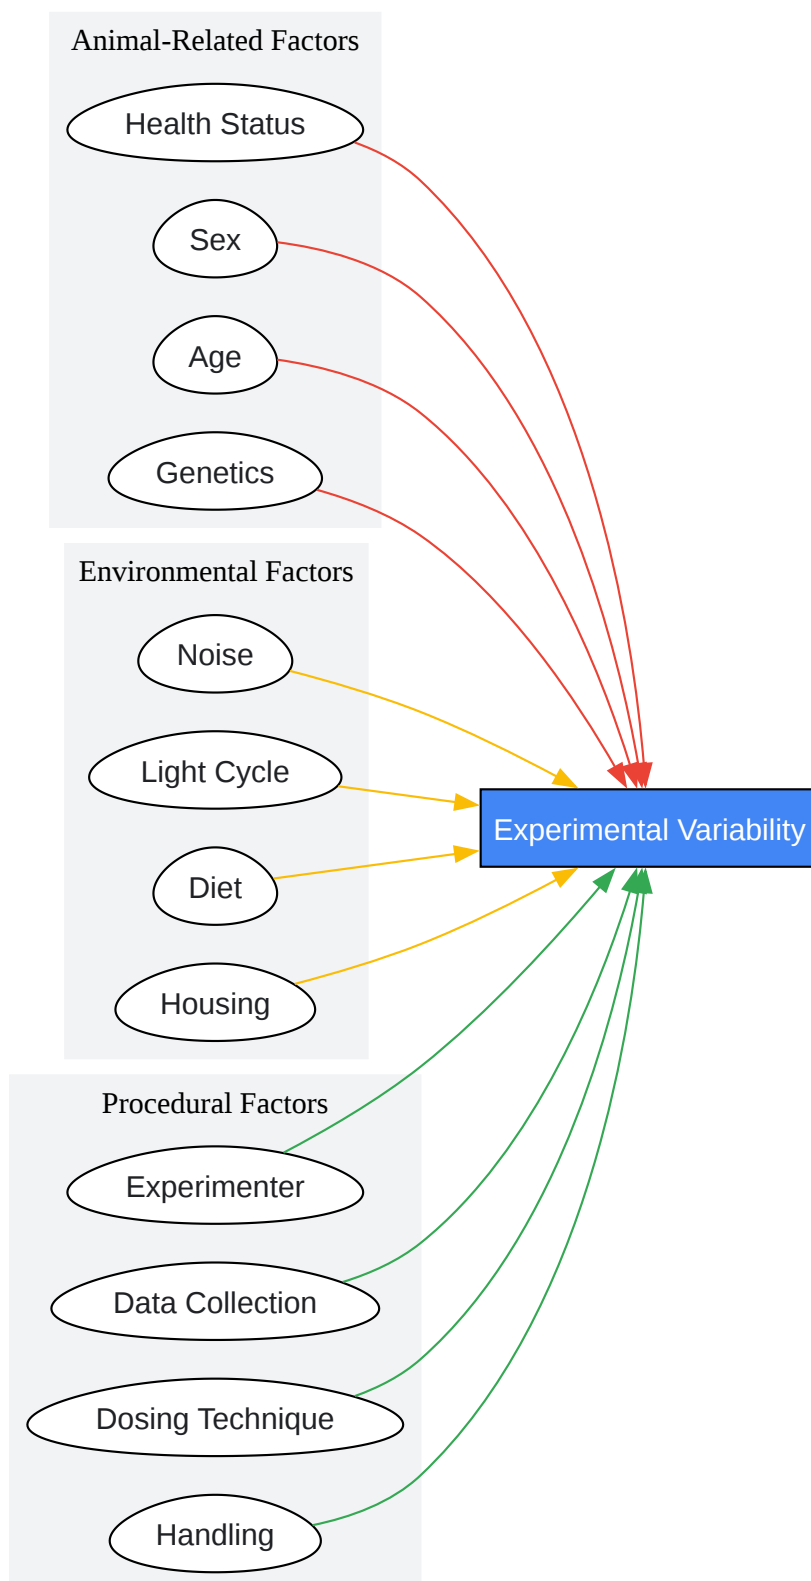 Animal-Related Factors
Health Status
Sex
Age
Genetics
Environmental Factors
Noise
Light Cycle
Diet
Housing
Experimental Variability
Procedural Factors
Experimenter
Data Collection
Dosing Technique
Handling